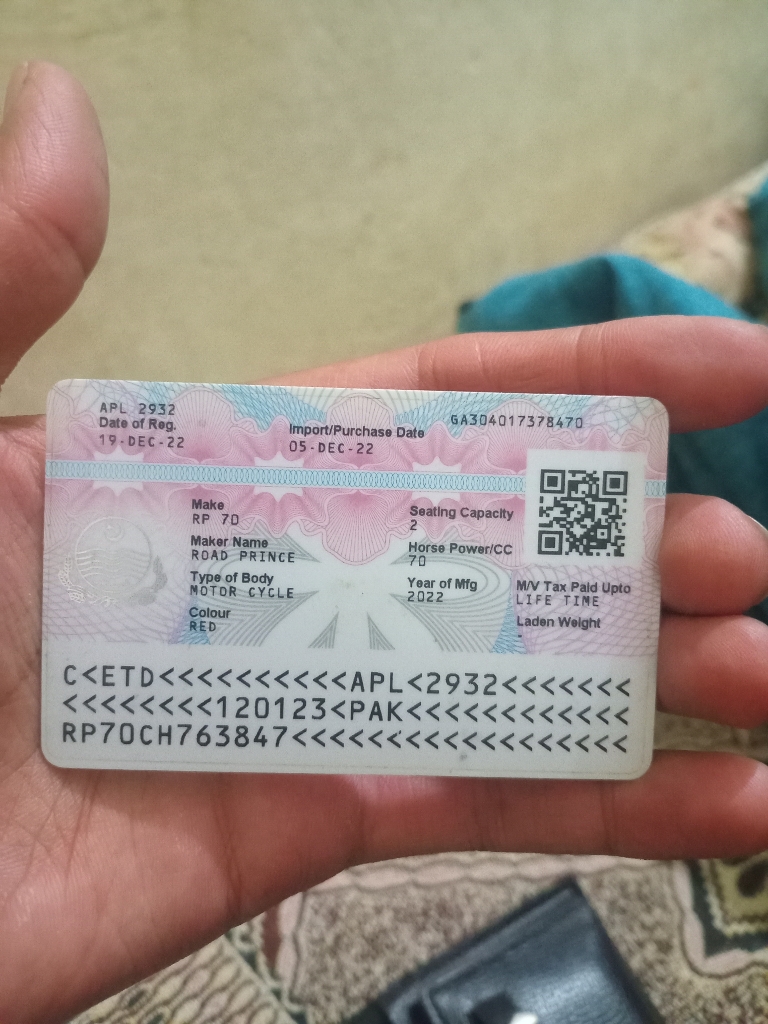 APL 2932
Date of Reg.
19-DEC-22
Import/Purchase Date
05-DEC-22
GA304017378470
Make
RP 70
Maker Name
ROAD PRINCE
Type of Body
MOTOR CYCLE
Colour
RED
Seating Capacity
2
Horse Power/CC
70
Year of Mfg
2022
M/V Tax Paid Upto
LIFE TIME
Laden Weight
-
C<ETD<<<<<<<<<<APL<2932<<<<<<<
<<<<<<<<120123<PAK<<<<<<<<<<<<
RP70CH763847<<<<<<<<<<<<<<<<<<